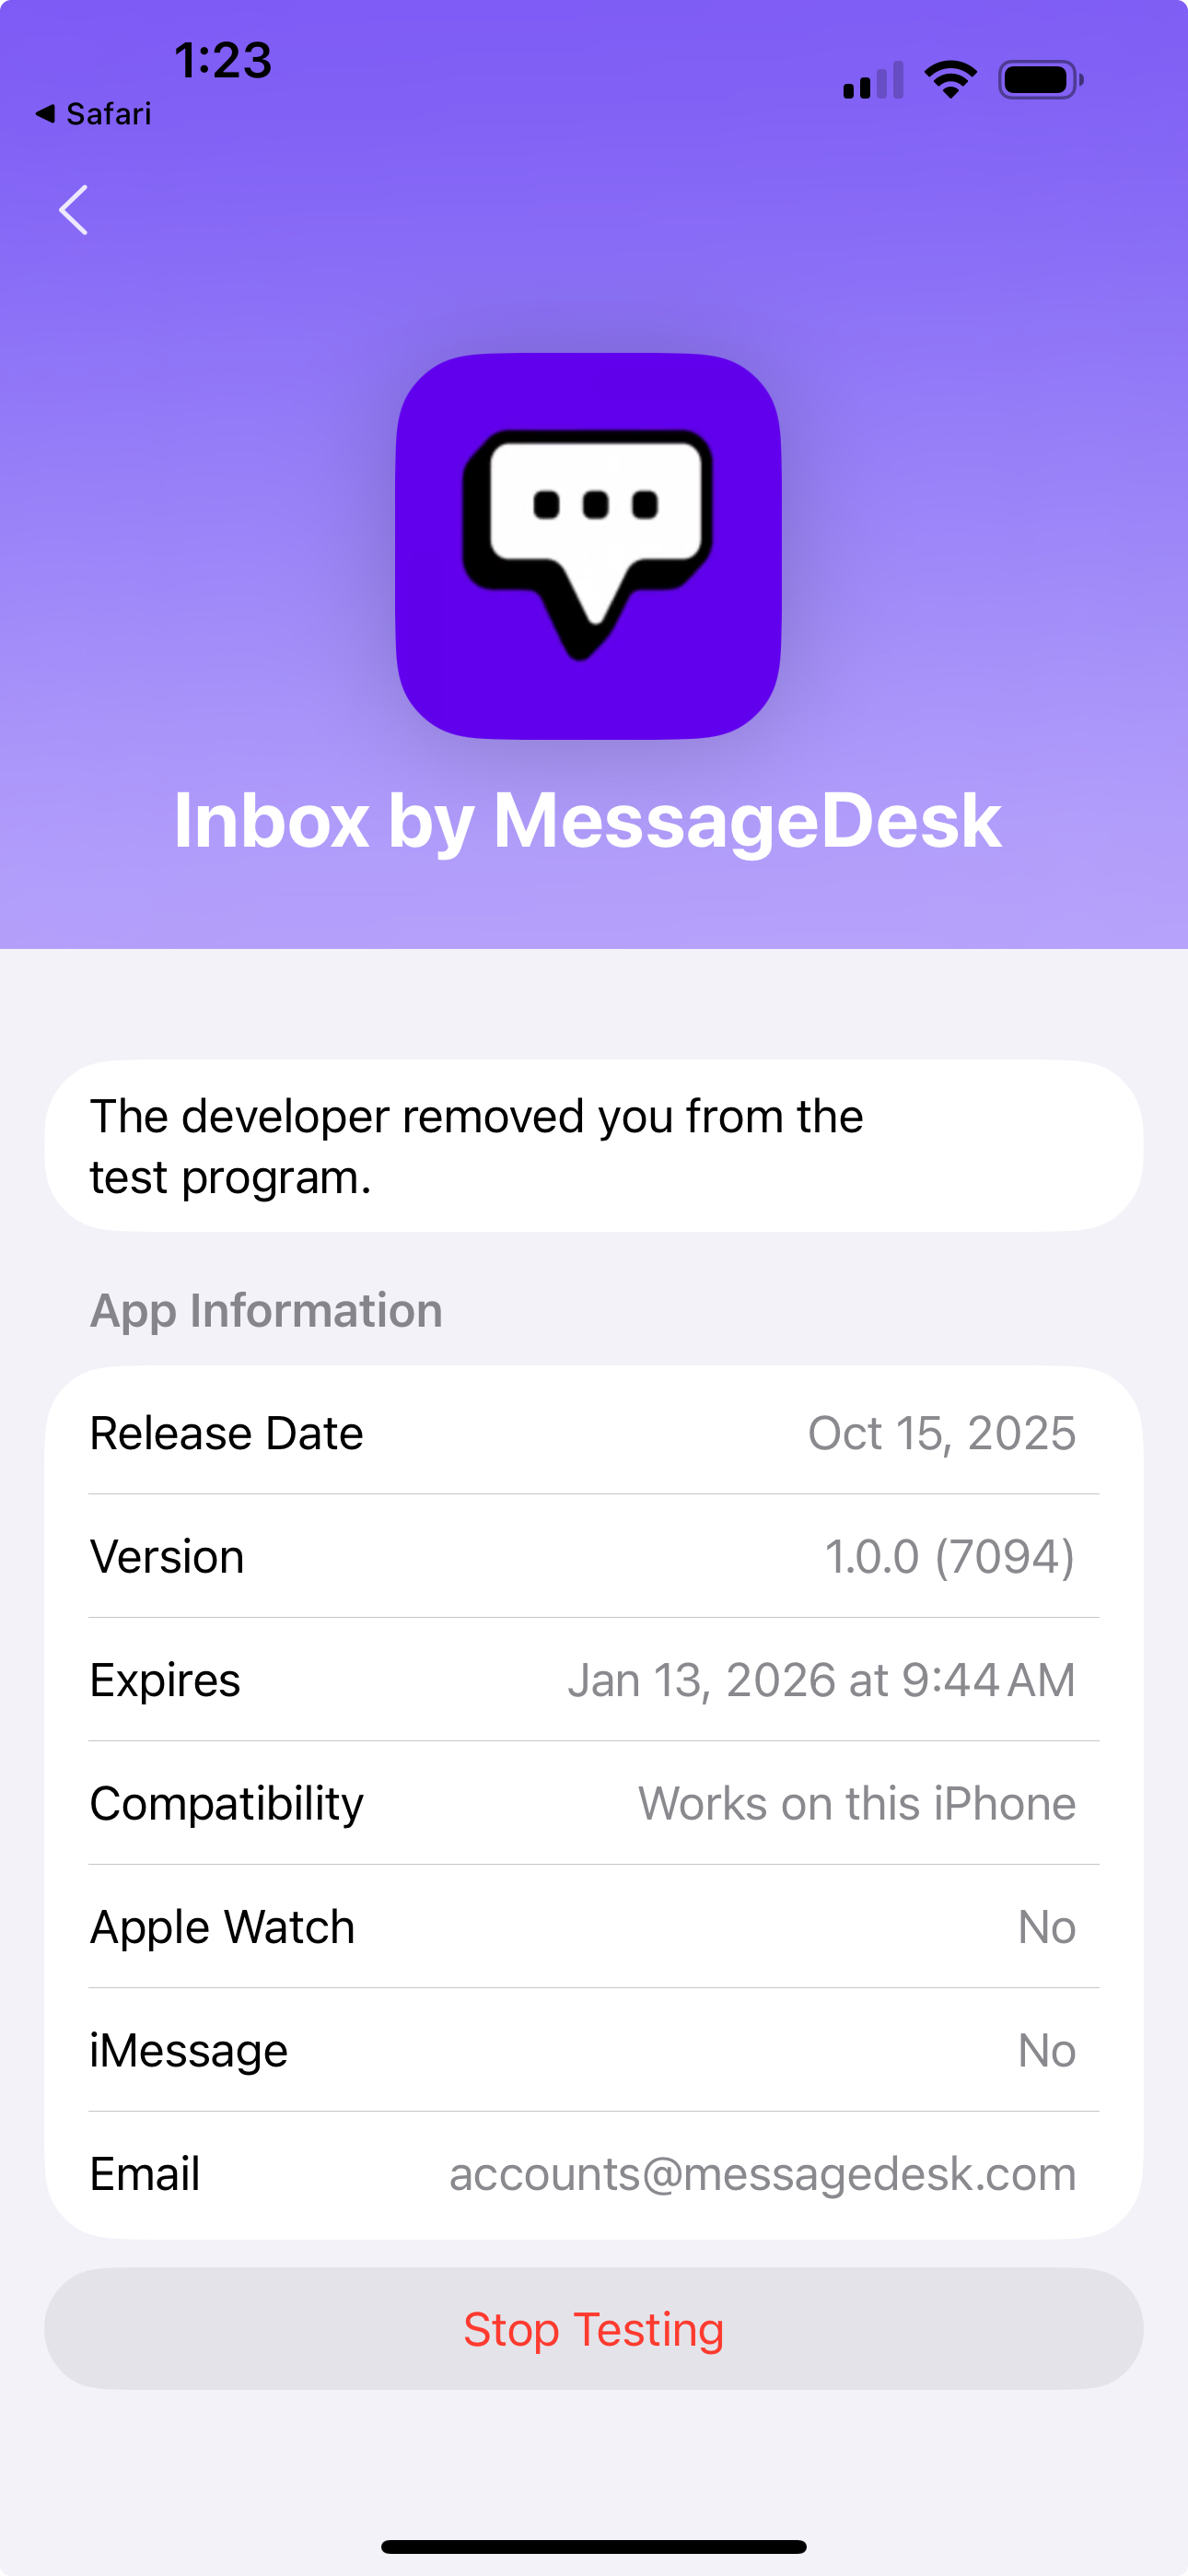 1:23
◀ Safari
Inbox by MessageDesk
The developer removed you from the
test program.
App Information
Release Date Oct 15, 2025
Version 1.0.0 (7094)
Expires Jan 13, 2026 at 9:44 AM
Compatibility Works on this iPhone
Apple Watch No
iMessage No
Email accounts@messagedesk.com
Stop Testing